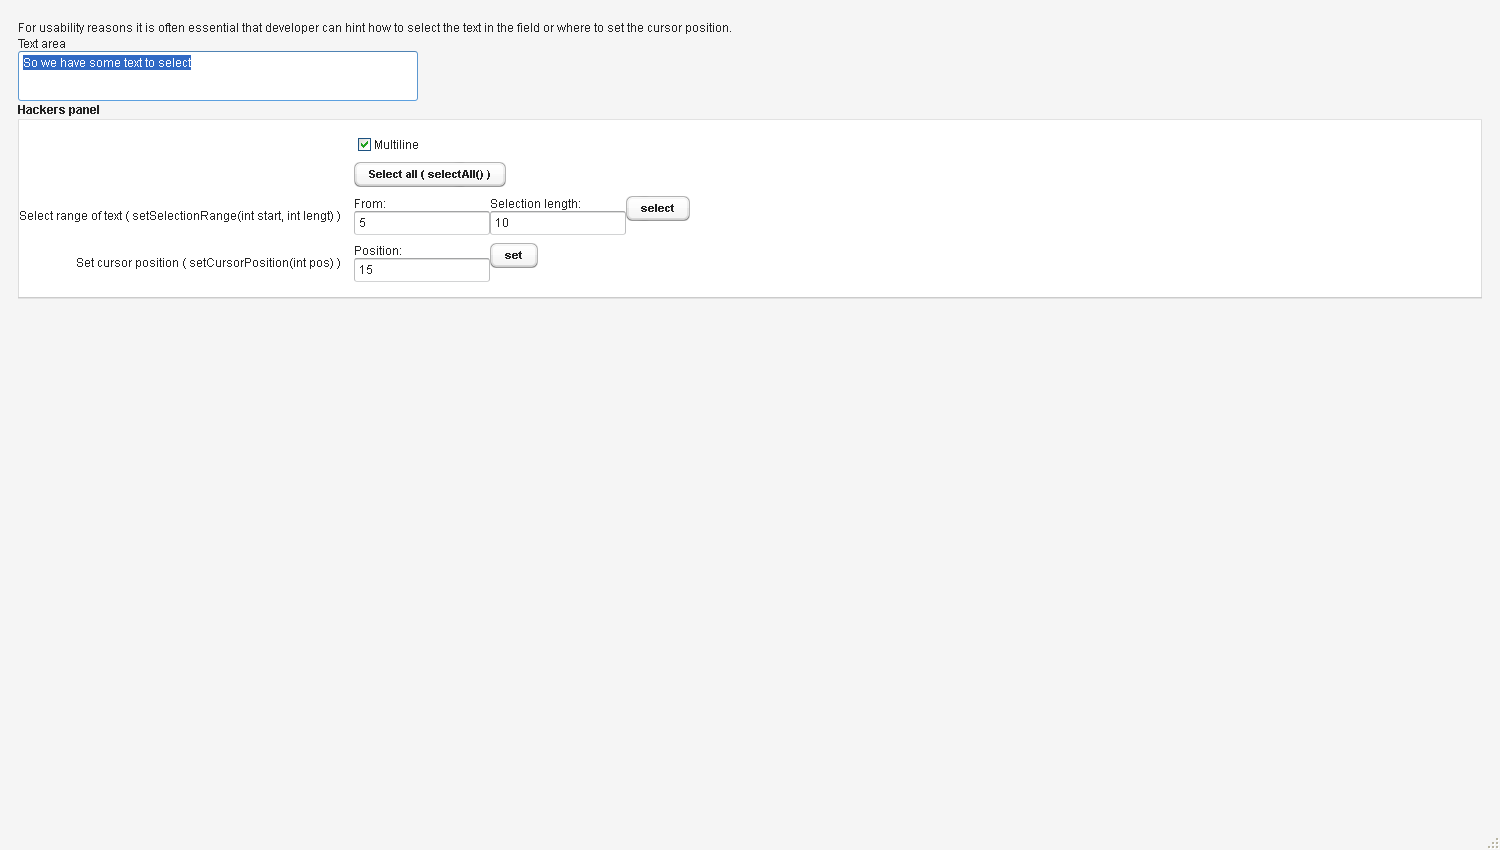 For usability reasons it is often essential that developer can hint how to select the text in the field or where to set the cursor position.
Text area
So we have some text to select
Hackers panel
Multiline
Select all ( selectAll() )
Select range of text ( setSelectionRange(int start, int lengt) )
From:
Selection length:
select
5
10
Set cursor position ( setCursorPosition(int pos) )
Position:
set
15